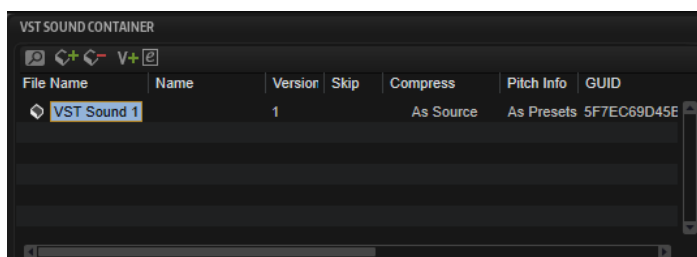 VST SOUND CONTAINER
V+ e
File Name Name Version Skip Compress Pitch Info GUID
VST Sound 1 1 As Source As Presets 5F7EC69D45E